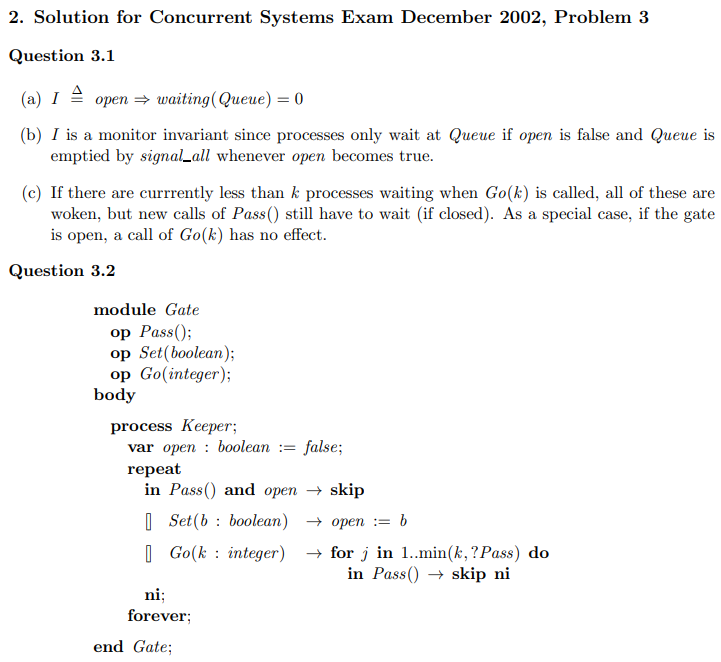 2. Solution for Concurrent Systems Exam December 2002, Problem 3
Question 3.1
(a) I ≜ open ⇒ waiting(Queue) = 0
(b) I is a monitor invariant since processes only wait at Queue if open is false and Queue is
emptied by signal_all whenever open becomes true.
(c) If there are currrently less than k processes waiting when Go(k) is called, all of these are
woken, but new calls of Pass() still have to wait (if closed). As a special case, if the gate
is open, a call of Go(k) has no effect.
Question 3.2
module Gate
op Pass();
op Set(boolean);
op Go(integer);
body
process Keeper;
var open : boolean := false;
repeat
in Pass() and open → skip
[] Set(b : boolean) → open := b
[] Go(k : integer) → for j in 1..min(k,?Pass) do
in Pass() → skip ni
ni;
forever;
end Gate;